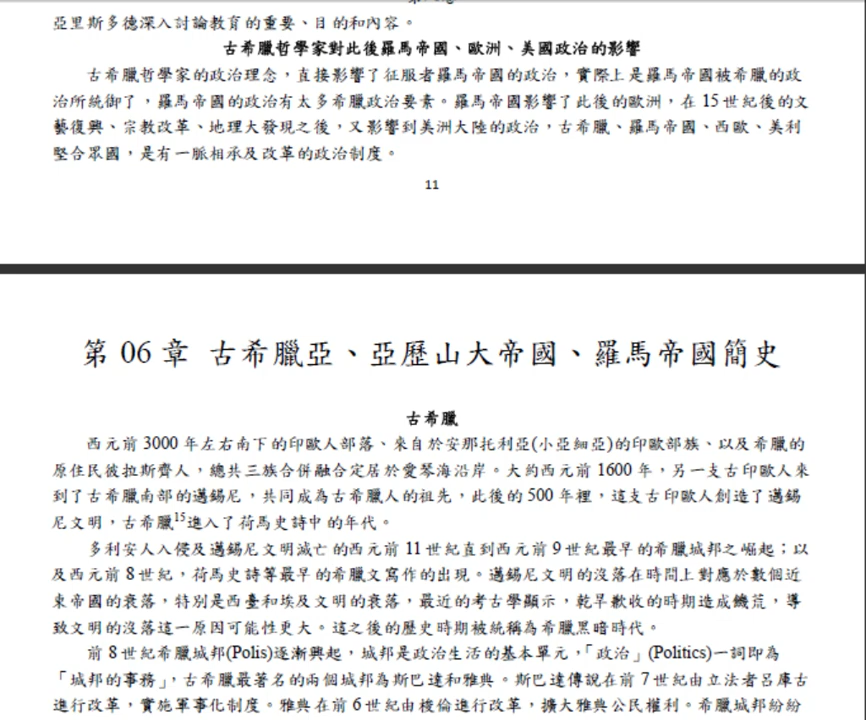 亞里斯多德深入討論教育的重要、目的和內容。
古希臘哲學家對此後羅馬帝國、歐洲、美國政治的影響
古希臘哲學家的政治理念，直接影響了征服者羅馬帝國的政治，實際上是羅馬帝國被希臘的政
治所統御了，羅馬帝國的政治有太多希臘政治要素。羅馬帝國影響了此後的歐洲，在 15 世紀後的文
藝復興、宗教改革、地理大發現之後，又影響到美洲大陸的政治，古希臘、羅馬帝國、西歐、美利
堅合眾國，是有一脈相承及改革的政治制度。
11
第 06 章 古希臘亞、亞歷山大帝國、羅馬帝國簡史
古希臘
西元前 3000 年左右南下的印歐人部落、來自於安那托利亞(小亞細亞)的印歐部族、以及希臘的
原住民彼拉斯齊人，總共三族合併融合定居於愛琴海沿岸。大約西元前 1600 年，另一支古印歐人來
到了古希臘南部的邁錫尼，共同成為古希臘人的祖先，此後的 500 年裡，這支古印歐人創造了邁錫
尼文明，古希臘15進入了荷馬史詩中的年代。
多利安人入侵及邁錫尼文明滅亡的西元前 11 世紀直到西元前 9 世紀最早的希臘城邦之崛起；以
及西元前 8 世紀，荷馬史詩等最早的希臘文寫作的出現。邁錫尼文明的沒落在時間上對應於數個近
東帝國的衰落，特別是西臺和埃及文明的衰落，最近的考古學顯示，乾旱歉收的時期造成饑荒，導
致文明的沒落這一原因可能性更大。這之後的歷史時期被統稱為希臘黑暗時代。
前 8 世紀希臘城邦(Polis)逐漸興起，城邦是政治生活的基本單元，「政治」(Politics)一詞即為
「城邦的事務」，古希臘最著名的兩個城邦為斯巴達和雅典。斯巴達傳說在前 7 世紀由立法者呂庫古
進行改革，實施軍事化制度。雅典在前 6 世紀由梭倫進行改革，擴大雅典公民權利。希臘城邦紛紛